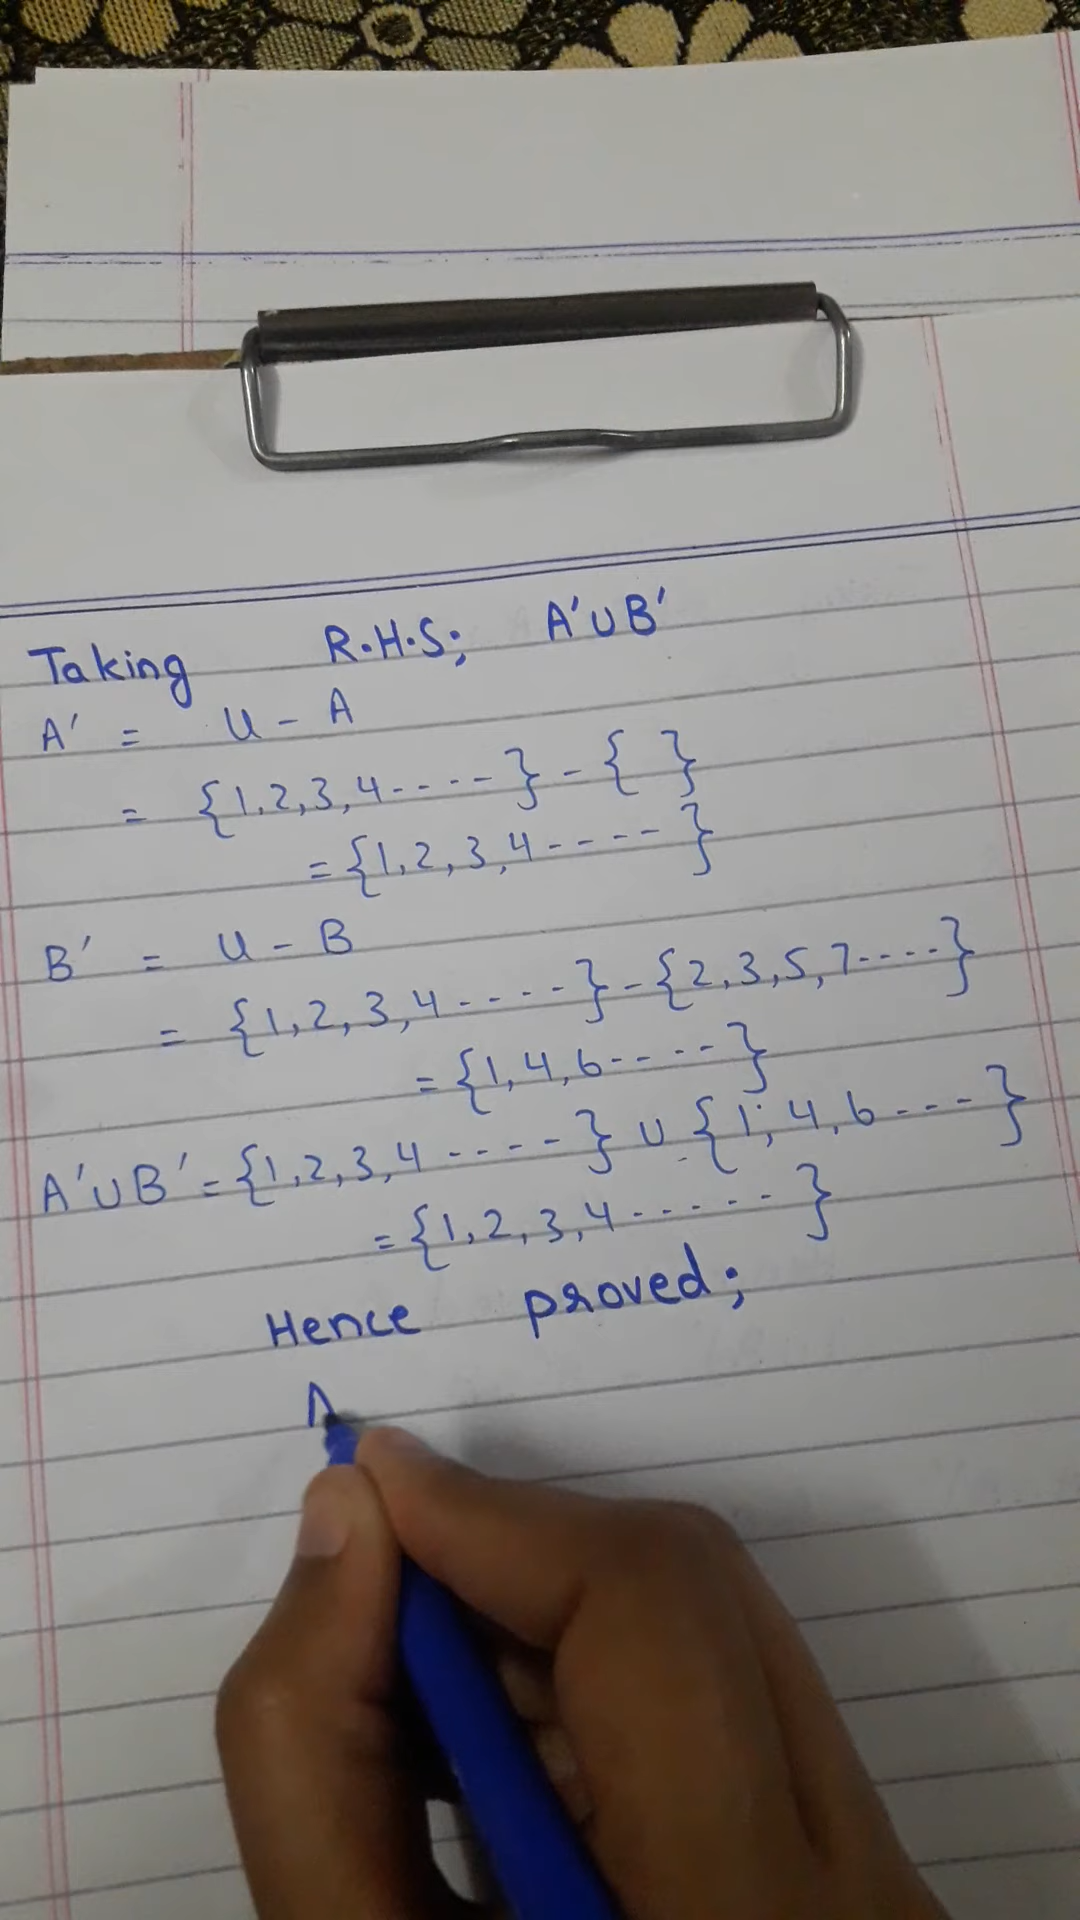 Taking R.H.S; A'∪B'
A' = U - A
= {1,2,3,4----} - { }
= {1,2,3,4-----}
B' = U - B
= {1,2,3,4-----} - {2,3,5,7----}
= {1,4,6-----}
A'∪B' = {1,2,3,4-----} ∪ {1,4,6---}
= {1,2,3,4------}
Hence proved;
A